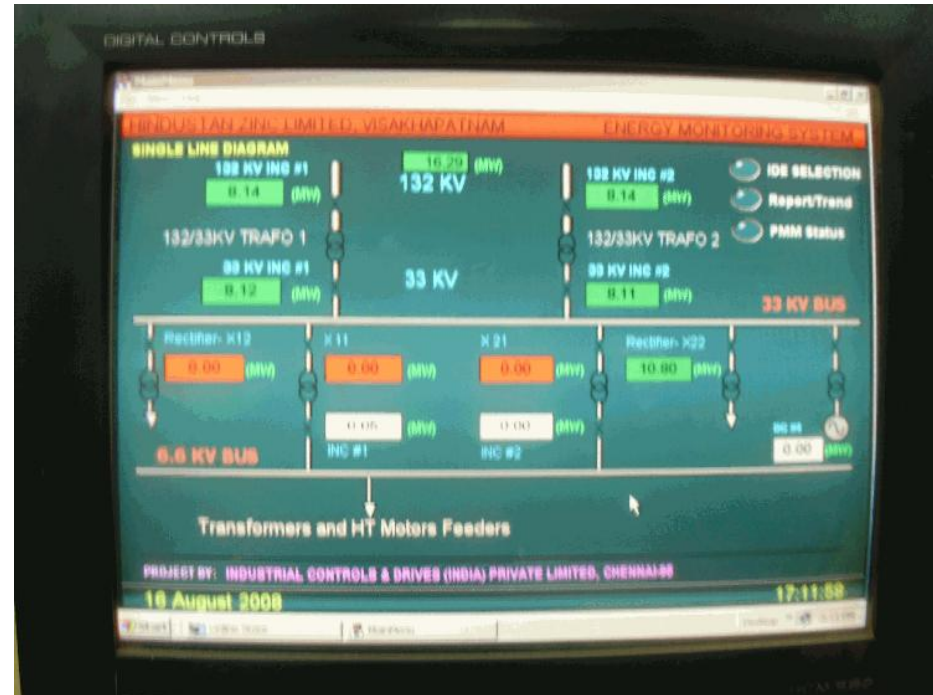 DIGITAL CONTROLS
MainMenu
HINDUSTAN ZINC LIMITED, VISAKHAPATNAM ENERGY MONITORING SYSTEM
SINGLE LINE DIAGRAM
132 KV INC #1
8.14 (MW)
16.29 (MW)
132 KV
132 KV INC #2
8.14 (MW)
IDE SELECTION
Report/Trend
PMM Status
132/33KV TRAFO 1
132/33KV TRAFO 2
33 KV INC #1
8.12 (MW)
33 KV
33 KV INC #2
8.11 (MW)
33 KV BUS
Rectifier- X12
0.00 (MW)
X 11
0.00 (MW)
X 21
0.00 (MW)
Rectifier- X22
10.80 (MW)
0.05 (MW)
INC #1
0.00 (MW)
INC #2
0.00 (MW)
6.6 KV BUS
Transformers and HT Motors Feeders
PROJECT BY: INDUSTRIAL CONTROLS & DRIVES (INDIA) PRIVATE LIMITED, CHENNAI-95
16 August 2008
17:11:59
Start
MainMenu
Desktop